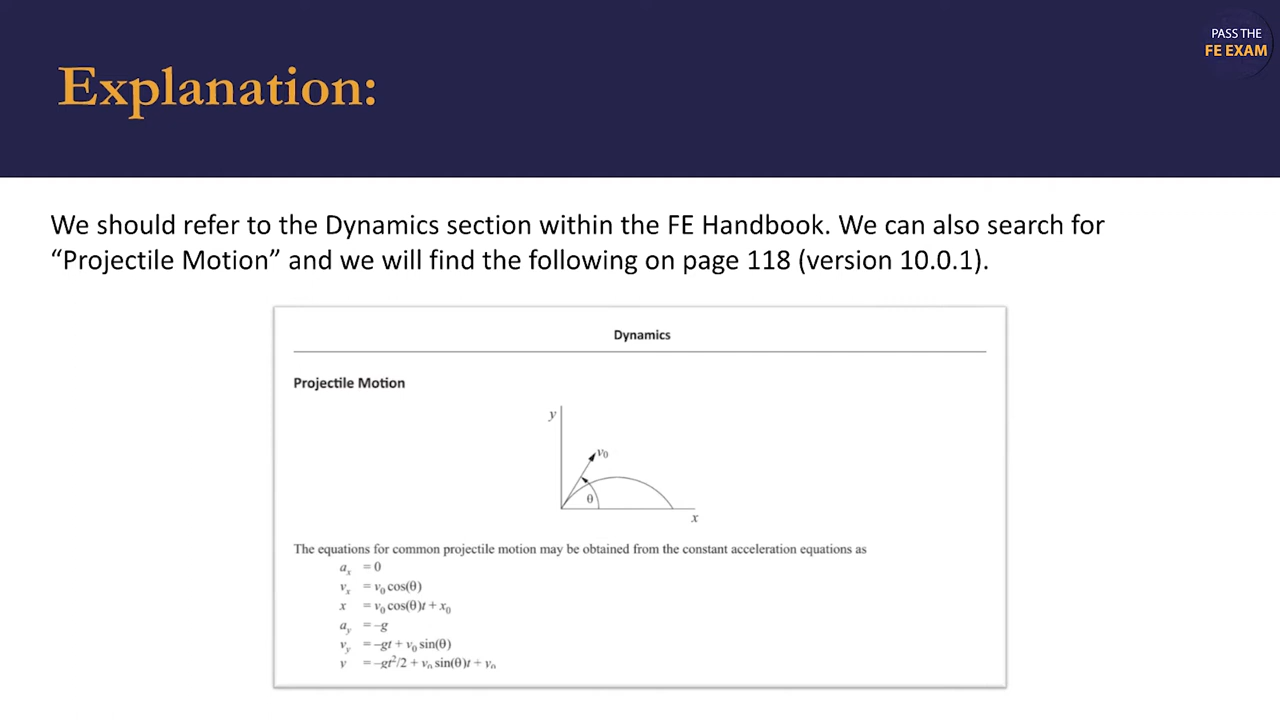 PASS THE
FE EXAM
Explanation:
We should refer to the Dynamics section within the FE Handbook. We can also search for
“Projectile Motion” and we will find the following on page 118 (version 10.0.1).
Dynamics
Projectile Motion
y
v₀
θ
x
The equations for common projectile motion may be obtained from the constant acceleration equations as
aₓ = 0
vₓ = v₀ cos(θ)
x = v₀ cos(θ)t + x₀
a_y = –g
v_y = –gt + v₀ sin(θ)
y = –gt²/2 + v₀ sin(θ)t + y₀